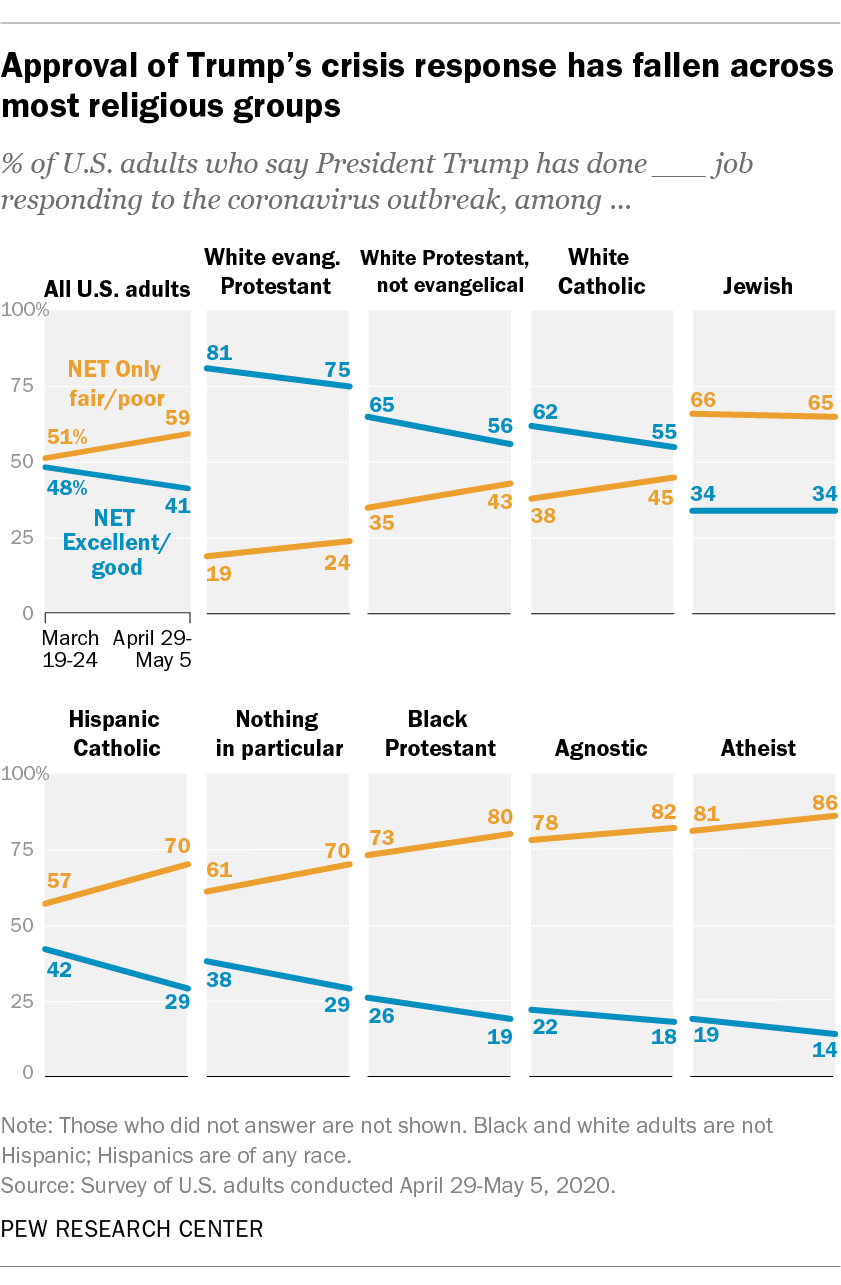 Approval of Trump’s crisis response has fallen across
most religious groups
% of U.S. adults who say President Trump has done ___ job
responding to the coronavirus outbreak, among ...
All U.S. adults
100%
75
50
25
0
NET Only
fair/poor
51%
59
48%
41
NET
Excellent/
good
March
19-24
April 29-
May 5
White evang.
Protestant
81
75
19
24
White Protestant,
not evangelical
65
56
35
43
White
Catholic
62
55
38
45
Jewish
66
65
34
34
Hispanic
Catholic
100%
75
50
25
0
57
70
42
29
Nothing
in particular
61
70
38
29
Black
Protestant
73
80
26
19
Agnostic
78
82
22
18
Atheist
81
86
19
14
Note: Those who did not answer are not shown. Black and white adults are not
Hispanic; Hispanics are of any race.
Source: Survey of U.S. adults conducted April 29-May 5, 2020.
PEW RESEARCH CENTER